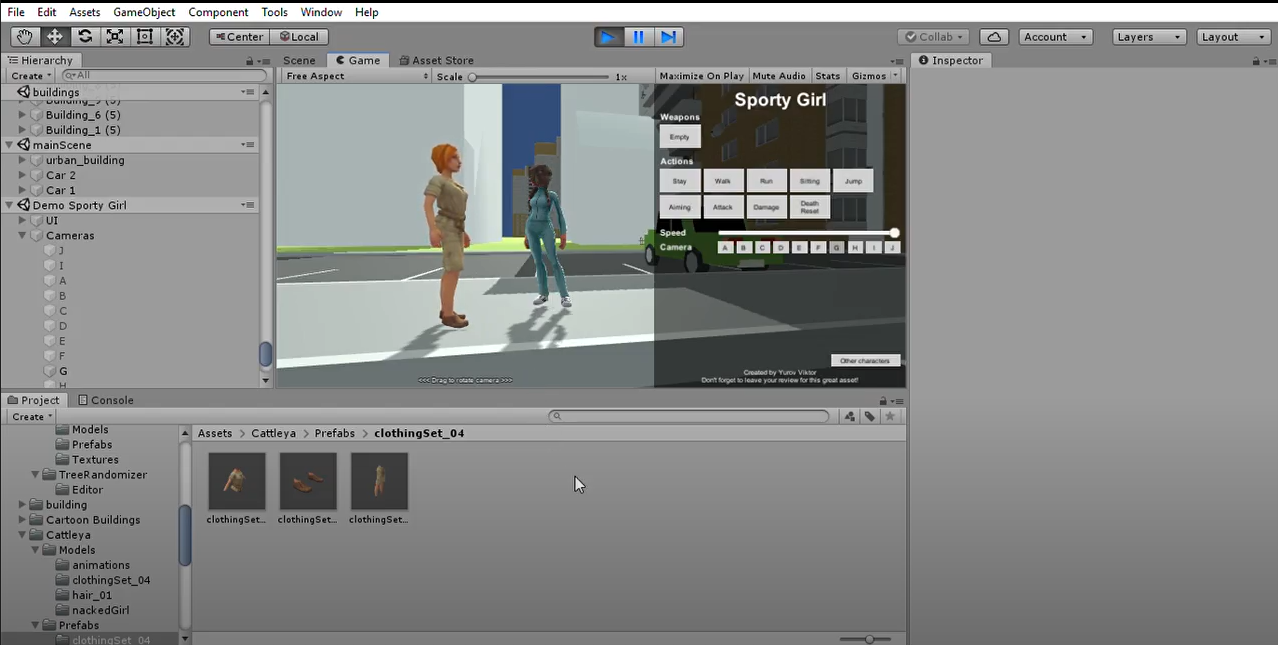 File Edit Assets GameObject Component Tools Window Help
Center Local Collab Account Layers Layout
Hierarchy
Create All
buildings
Building_9 (5)
Building_6 (5)
Building_1 (5)
mainScene
urban_building
Car 2
Car 1
Demo Sporty Girl
UI
Cameras
J
I
A
B
C
D
E
F
G
H
Scene Game Asset Store
Free Aspect Scale 1x Maximize On Play Mute Audio Stats Gizmos
Sporty Girl
Weapons
Empty
Actions
Stay Walk Run Sitting Jump
Aiming Attack Damage Death Reset
Speed
Camera A B C D E F G H I J
Other characters
Created by Yurov Viktor
Don't forget to leave your review for this great asset!
<<< Drag to rotate camera >>>
Inspector
Project Console
Create
Models
Prefabs
Textures
TreeRandomizer
Editor
building
Cartoon Buildings
Cattleya
Models
animations
clothingSet_04
hair_01
nackedGirl
Prefabs
clothingSet_04
Assets > Cattleya > Prefabs > clothingSet_04
clothingSet... clothingSet... clothingSet...